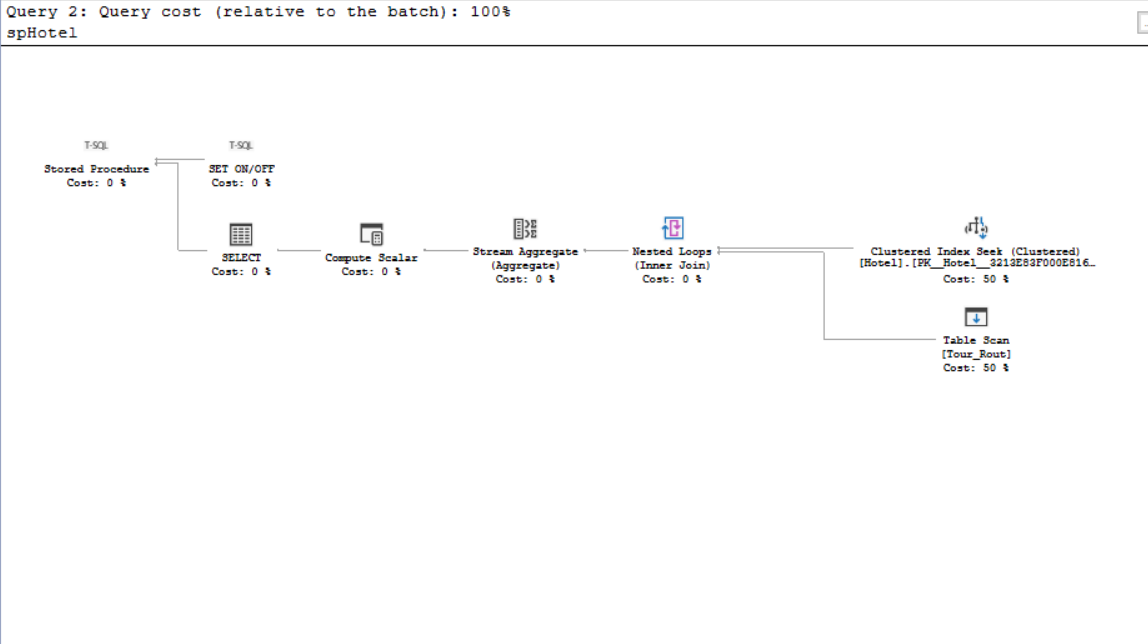 Query 2: Query cost (relative to the batch): 100%
spHotel
T-SQL
Stored Procedure
Cost: 0 %
T-SQL
SET ON/OFF
Cost: 0 %
SELECT
Cost: 0 %
Compute Scalar
Cost: 0 %
Stream Aggregate
(Aggregate)
Cost: 0 %
Nested Loops
(Inner Join)
Cost: 0 %
Clustered Index Seek (Clustered)
[Hotel].[PK__Hotel__3213E83F000E816…
Cost: 50 %
Table Scan
[Tour_Rout]
Cost: 50 %